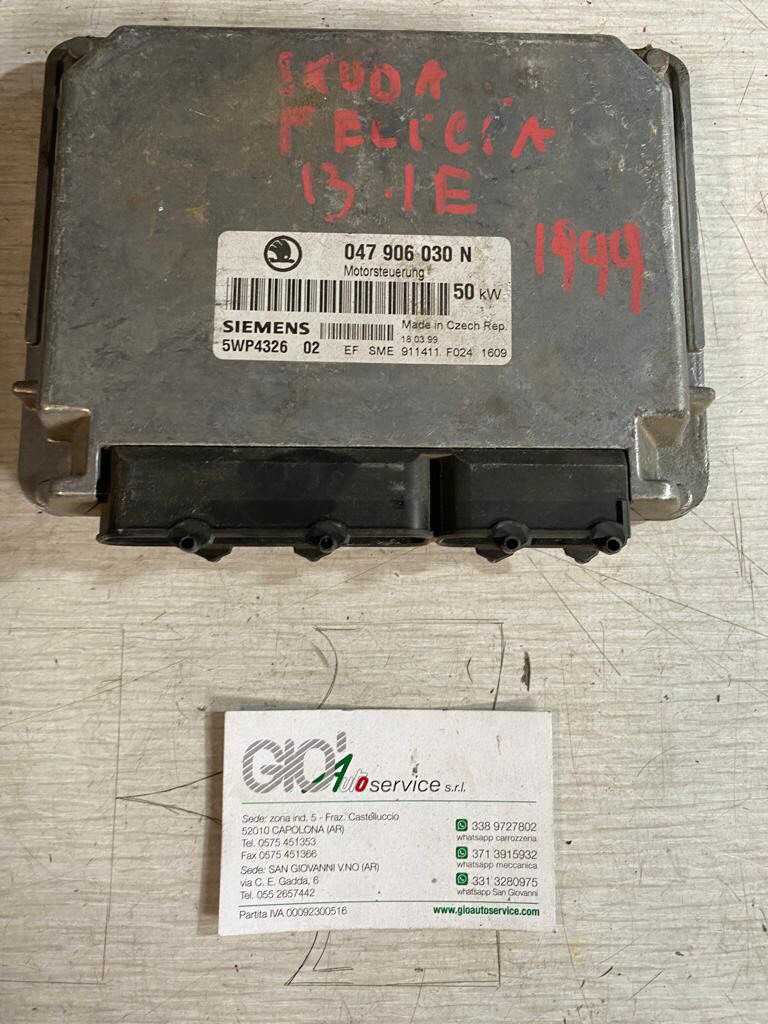 SKODA
FELICIA
1999
13.1E
047 906 030 N
Motorsteuerung
50 kW
SIEMENS
Made in Czech Rep.
18.03.99
5WP4326 02
EF SME 911411 F024 1609
GIO' Autoservice s.r.l.
Sede: zona ind. 5 - Fraz. Castelluccio
52010 CAPOLONA (AR)
Tel. 0575 451353
Fax 0575 451366
Sede: SAN GIOVANNI V.NO (AR)
via C. E. Gadda, 6
Tel. 055 2657442
Partita IVA 00092300516
338 9727802
whatsapp carrozzeria
371 3915932
whatsapp meccanica
331 3280975
whatsapp San Giovanni
www.gioautoservice.com